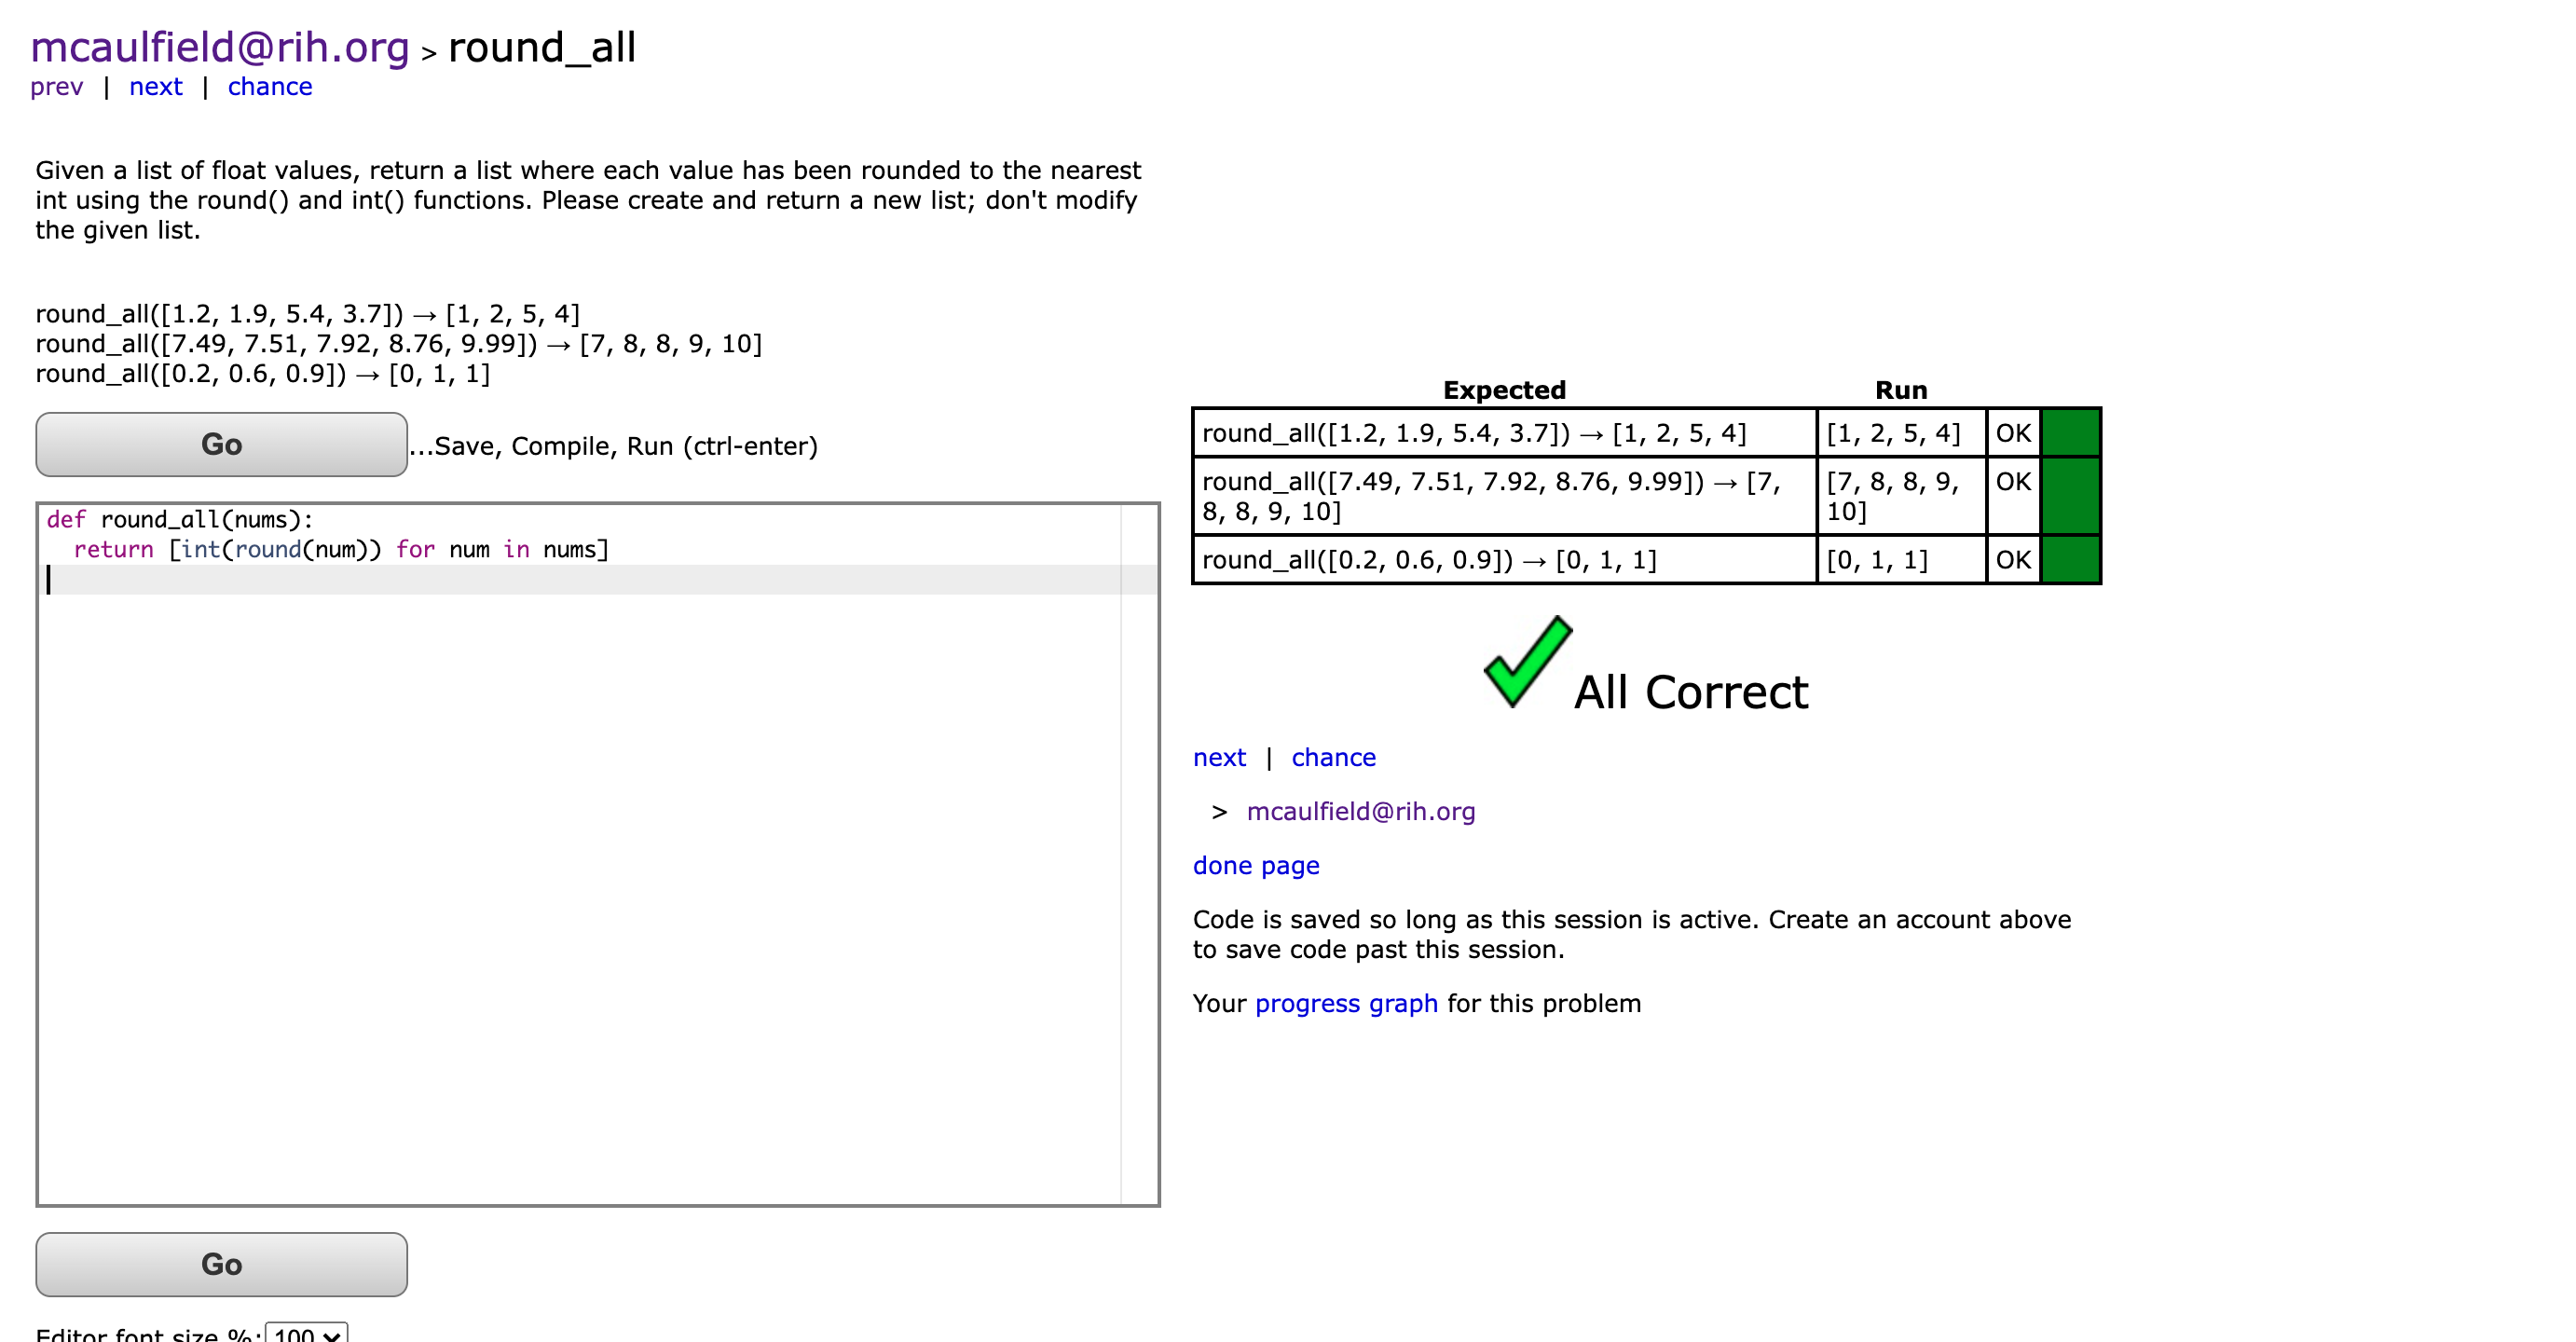 mcaulfield@rih.org > round_all
prev | next | chance
Given a list of float values, return a list where each value has been rounded to the nearest
int using the round() and int() functions. Please create and return a new list; don't modify
the given list.
round_all([1.2, 1.9, 5.4, 3.7]) → [1, 2, 5, 4]
round_all([7.49, 7.51, 7.92, 8.76, 9.99]) → [7, 8, 8, 9, 10]
round_all([0.2, 0.6, 0.9]) → [0, 1, 1]
Go ...Save, Compile, Run (ctrl-enter)
def round_all(nums):
  return [int(round(num)) for num in nums]
Go
Editor font size %: 100
Expected Run
round_all([1.2, 1.9, 5.4, 3.7]) → [1, 2, 5, 4] [1, 2, 5, 4] OK
round_all([7.49, 7.51, 7.92, 8.76, 9.99]) → [7, [7, 8, 8, 9, OK
8, 8, 9, 10] 10]
round_all([0.2, 0.6, 0.9]) → [0, 1, 1] [0, 1, 1] OK
All Correct
next | chance
> mcaulfield@rih.org
done page
Code is saved so long as this session is active. Create an account above
to save code past this session.
Your progress graph for this problem